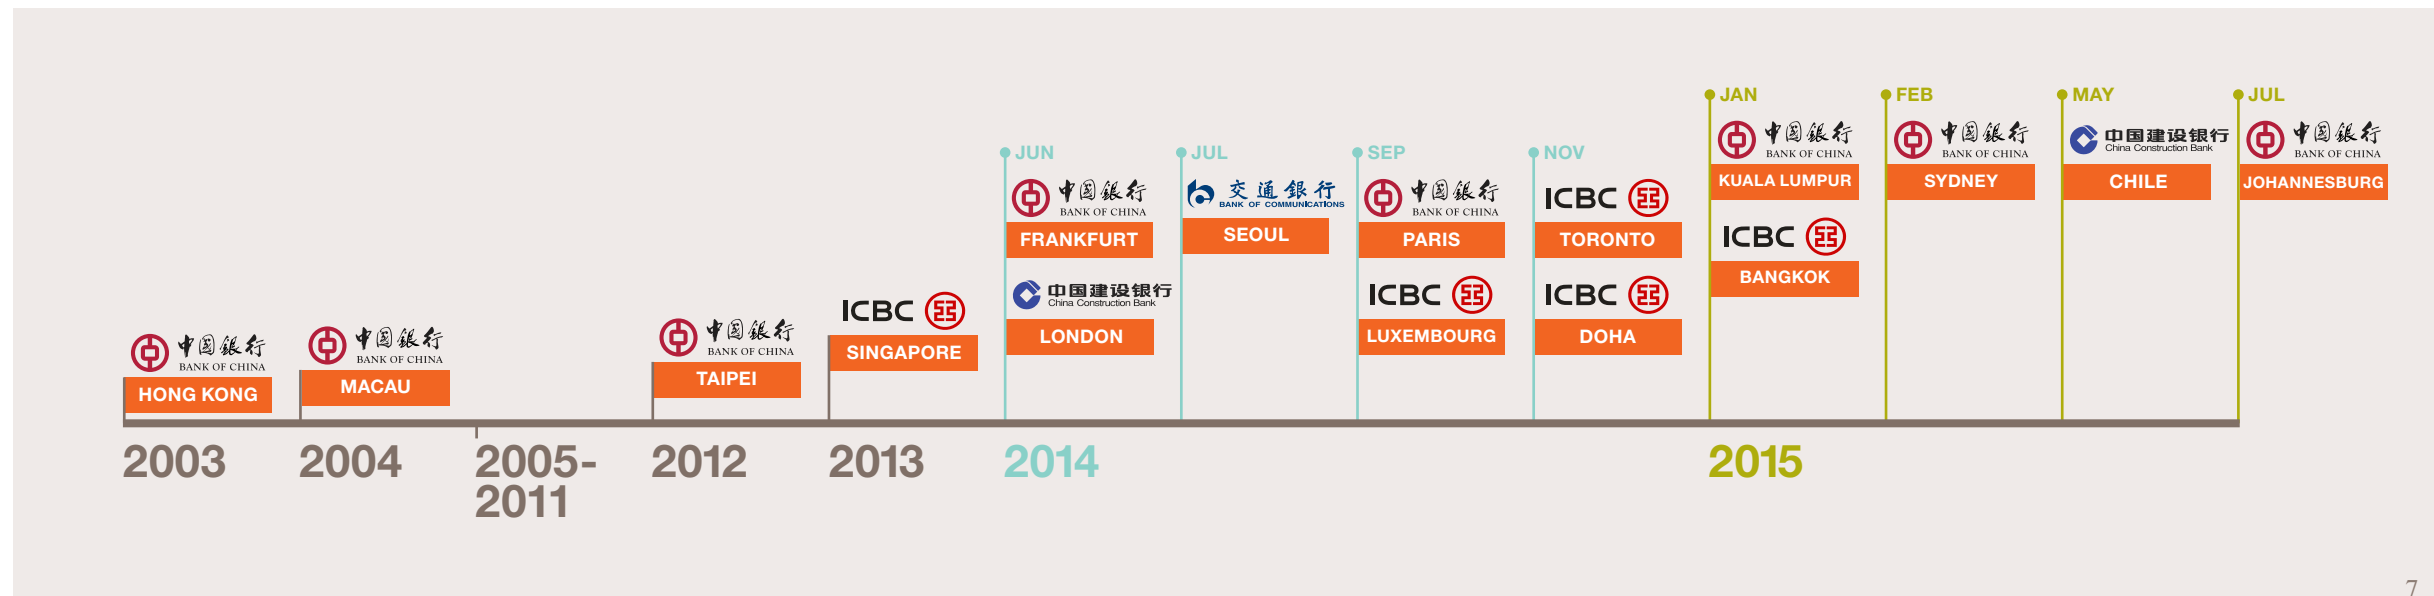 JAN
FEB
MAY
JUL
中国銀行
BANK OF CHINA
KUALA LUMPUR
中国銀行
BANK OF CHINA
SYDNEY
中国建设银行
China Construction Bank
CHILE
中国銀行
BANK OF CHINA
JOHANNESBURG
ICBC
BANGKOK
JUN
JUL
SEP
NOV
中国銀行
BANK OF CHINA
FRANKFURT
交通銀行
BANK OF COMMUNICATIONS
SEOUL
中国銀行
BANK OF CHINA
PARIS
ICBC
TORONTO
中国建设银行
China Construction Bank
LONDON
ICBC
LUXEMBOURG
ICBC
DOHA
中国銀行
BANK OF CHINA
HONG KONG
中国銀行
BANK OF CHINA
MACAU
中国銀行
BANK OF CHINA
TAIPEI
ICBC
SINGAPORE
2003
2004
2005-
2011
2012
2013
2014
2015
7